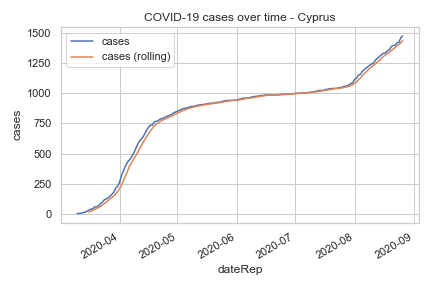 COVID-19 cases over time - Cyprus
cases
cases (rolling)
1500
1250
1000
750
500
250
0
cases
2020-04
2020-05
2020-06
2020-07
2020-08
2020-09
dateRep